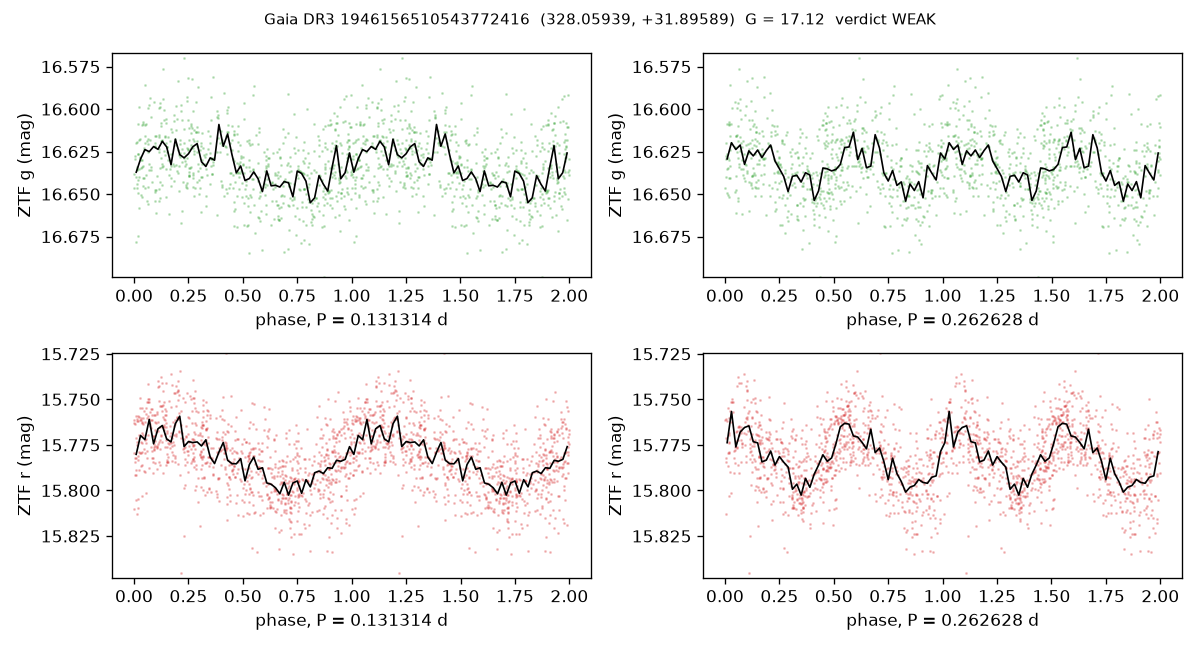 Gaia DR3 1946156510543772416 (328.05939, +31.89589) G = 17.12 verdict WEAK
ZTF g (mag)
16.575
16.600
16.625
16.650
16.675
0.00 0.25 0.50 0.75 1.00 1.25 1.50 1.75 2.00
phase, P = 0.131314 d
ZTF g (mag)
16.575
16.600
16.625
16.650
16.675
0.00 0.25 0.50 0.75 1.00 1.25 1.50 1.75 2.00
phase, P = 0.262628 d
ZTF r (mag)
15.725
15.750
15.775
15.800
15.825
0.00 0.25 0.50 0.75 1.00 1.25 1.50 1.75 2.00
phase, P = 0.131314 d
ZTF r (mag)
15.725
15.750
15.775
15.800
15.825
0.00 0.25 0.50 0.75 1.00 1.25 1.50 1.75 2.00
phase, P = 0.262628 d